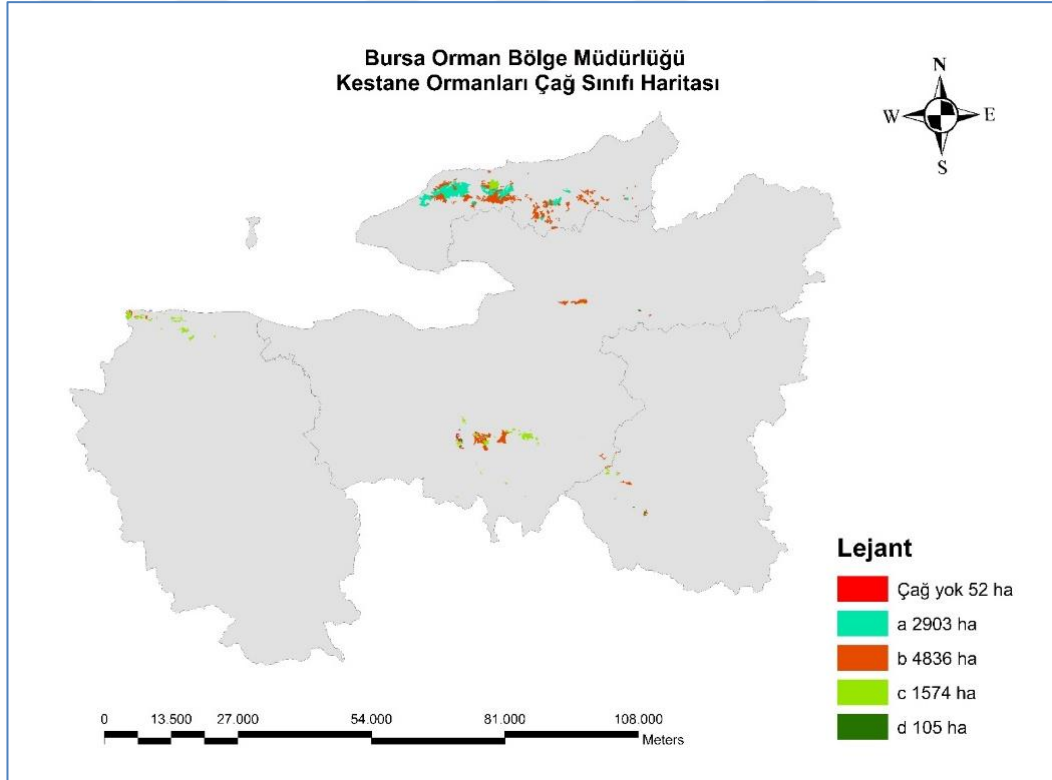 Bursa Orman Bölge Müdürlüğü
Kestane Ormanları Çağ Sınıfı Haritası
N
W E
S
Lejant
Çağ yok 52 ha
a 2903 ha
b 4836 ha
c 1574 ha
d 105 ha
0 13.500 27.000 54.000 81.000 108.000
Meters